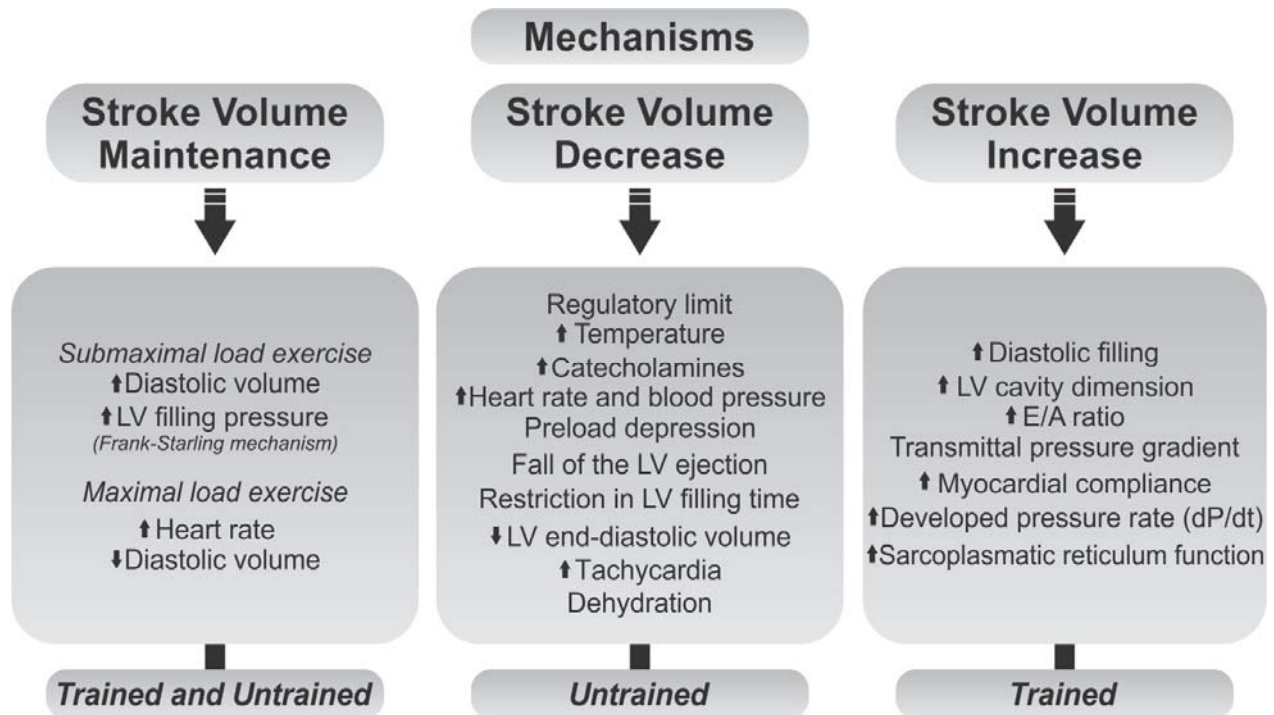 Mechanisms
Stroke Volume
Maintenance
Submaximal load exercise
⬆Diastolic volume
⬆LV filling pressure
(Frank-Starling mechanism)
Maximal load exercise
⬆Heart rate
⬇Diastolic volume
Trained and Untrained
Stroke Volume
Decrease
Regulatory limit
⬆Temperature
⬆Catecholamines
⬆Heart rate and blood pressure
Preload depression
Fall of the LV ejection
Restriction in LV filling time
⬇LV end-diastolic volume
⬆Tachycardia
Dehydration
Untrained
Stroke Volume
Increase
⬆Diastolic filling
⬆LV cavity dimension
⬆E/A ratio
Transmittal pressure gradient
⬆Myocardial compliance
⬆Developed pressure rate (dP/dt)
⬆Sarcoplasmatic reticulum function
Trained